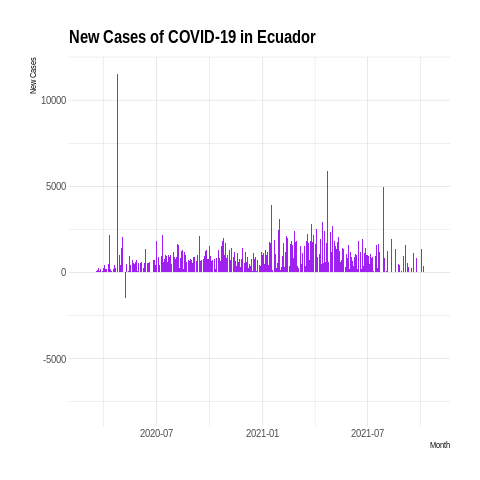 New Cases of COVID-19 in Ecuador
New Cases
10000
5000
0
-5000
2020-07
2021-01
2021-07
Month